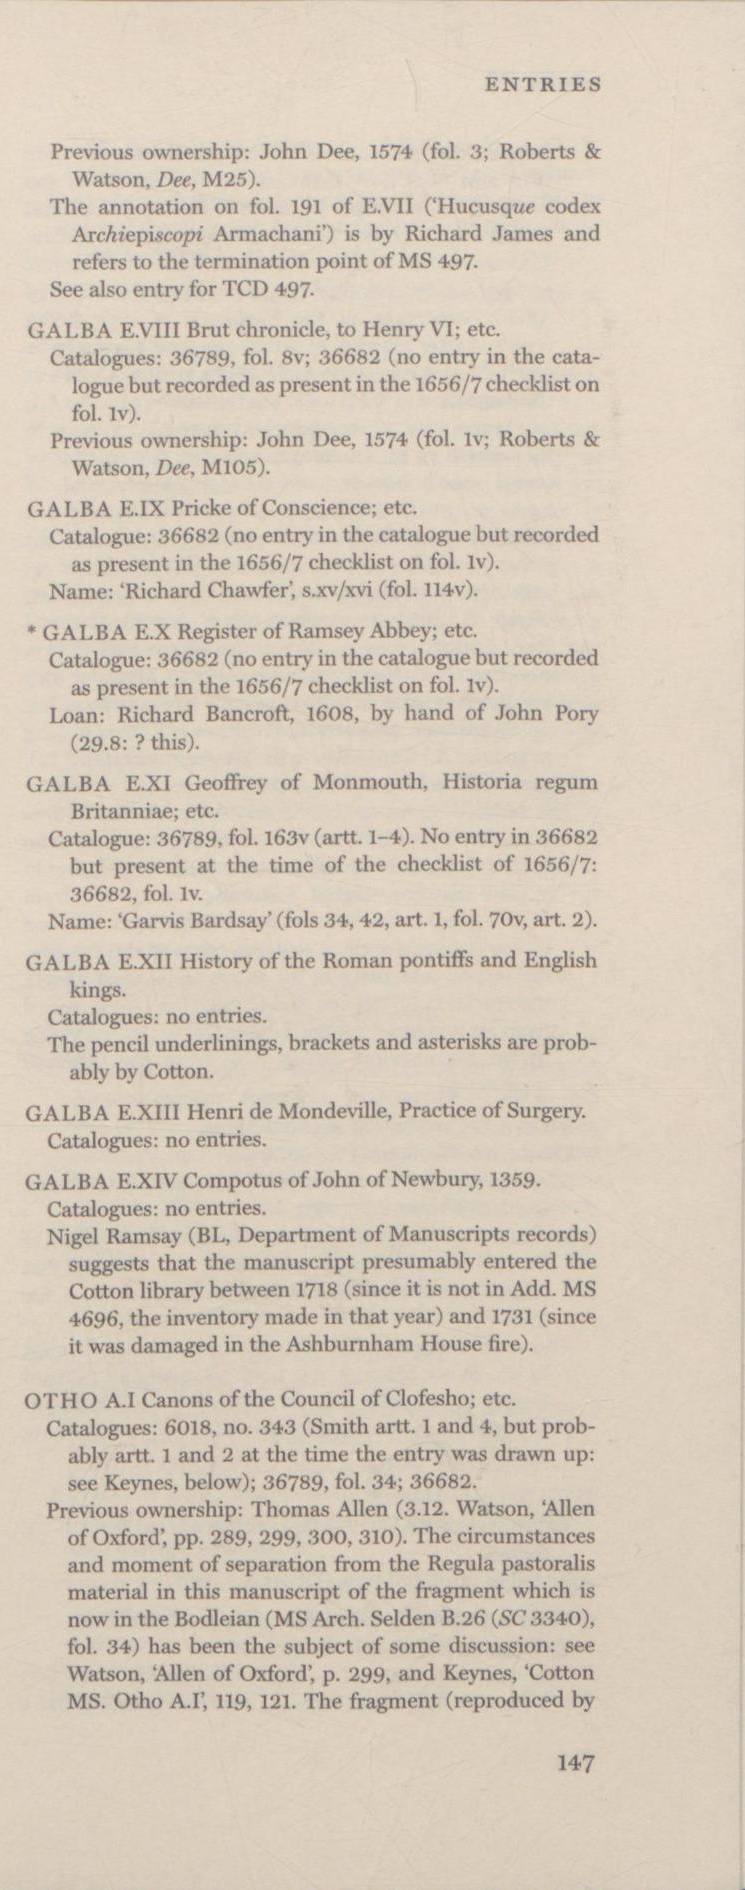 ENTRIES
Previous ownership: John Dee, 1574 (fol. 3; Roberts &
Watson, Dee, M25).
The annotation on fol. 191 of E.VII (‘Hucusque codex
Archiepiscopi Armachani’) is by Richard James and
refers to the termination point of MS 497.
See also entry for TCD 497.
GALBA E.VIII Brut chronicle, to Henry VI; etc.
Catalogues: 36789, fol. 8v; 36682 (no entry in the cata-
logue but recorded as present in the 1656/7 checklist on
fol. 1v).
Previous ownership: John Dee, 1574 (fol. 1v; Roberts &
Watson, Dee, M105).
GALBA E.IX Pricke of Conscience; etc.
Catalogue: 36682 (no entry in the catalogue but recorded
as present in the 1656/7 checklist on fol. 1v).
Name: ‘Richard Chawfer’, s.xv/xvi (fol. 114v).
* GALBA E.X Register of Ramsey Abbey; etc.
Catalogue: 36682 (no entry in the catalogue but recorded
as present in the 1656/7 checklist on fol. 1v).
Loan: Richard Bancroft, 1608, by hand of John Pory
(29.8: ? this).
GALBA E.XI Geoffrey of Monmouth, Historia regum
Britanniae; etc.
Catalogue: 36789, fol. 163v (artt. 1–4). No entry in 36682
but present at the time of the checklist of 1656/7:
36682, fol. 1v.
Name: ‘Garvis Bardsay’ (fols 34, 42, art. 1, fol. 70v, art. 2).
GALBA E.XII History of the Roman pontiffs and English
kings.
Catalogues: no entries.
The pencil underlinings, brackets and asterisks are prob-
ably by Cotton.
GALBA E.XIII Henri de Mondeville, Practice of Surgery.
Catalogues: no entries.
GALBA E.XIV Compotus of John of Newbury, 1359.
Catalogues: no entries.
Nigel Ramsay (BL, Department of Manuscripts records)
suggests that the manuscript presumably entered the
Cotton library between 1718 (since it is not in Add. MS
4696, the inventory made in that year) and 1731 (since
it was damaged in the Ashburnham House fire).
OTHO A.I Canons of the Council of Clofesho; etc.
Catalogues: 6018, no. 343 (Smith artt. 1 and 4, but prob-
ably artt. 1 and 2 at the time the entry was drawn up:
see Keynes, below); 36789, fol. 34; 36682.
Previous ownership: Thomas Allen (3.12. Watson, ‘Allen
of Oxford’, pp. 289, 299, 300, 310). The circumstances
and moment of separation from the Regula pastoralis
material in this manuscript of the fragment which is
now in the Bodleian (MS Arch. Selden B.26 (SC 3340),
fol. 34) has been the subject of some discussion: see
Watson, ‘Allen of Oxford’, p. 299, and Keynes, ‘Cotton
MS. Otho A.I’, 119, 121. The fragment (reproduced by
147